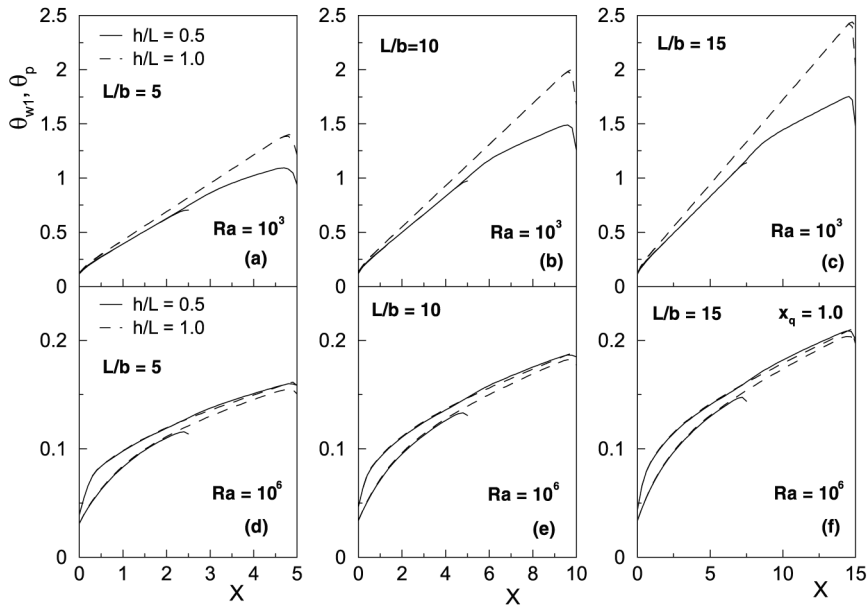 θw1, θp
2.5
2.0
1.5
1
0.5
0
h/L = 0.5
h/L = 1.0
L/b = 5
Ra = 10³
(a)
L/b=10
Ra = 10³
(b)
L/b = 15
Ra = 10³
(c)
0.2
0.1
0
h/L = 0.5
h/L = 1.0
L/b = 5
Ra = 10⁶
(d)
0 1 2 3 4 5
X
L/b = 10
Ra = 10⁶
(e)
0 2 4 6 8 10
X
L/b = 15 xq = 1.0
Ra = 10⁶
(f)
0 5 10 15
X